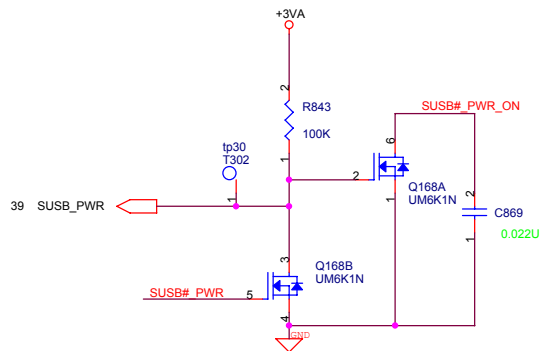 +3VA
2
R843
100K
1
SUSB#_PWR_ON
6
2
Q168A
UM6K1N
1
2
C869
1
0.022U
tp30
T302
1
39 SUSB_PWR
3
Q168B
UM6K1N
SUSB#_PWR
5
4
GND